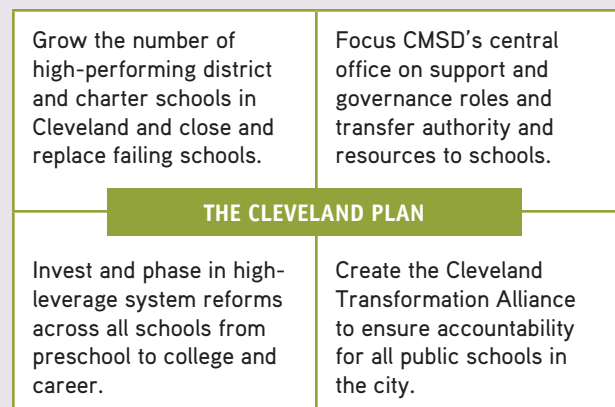 Grow the number of
high-performing district
and charter schools in
Cleveland and close and
replace failing schools.
Focus CMSD's central
office on support and
governance roles and
transfer authority and
resources to schools.
THE CLEVELAND PLAN
Invest and phase in high-
leverage system reforms
across all schools from
preschool to college and
career.
Create the Cleveland
Transformation Alliance
to ensure accountability
for all public schools in
the city.